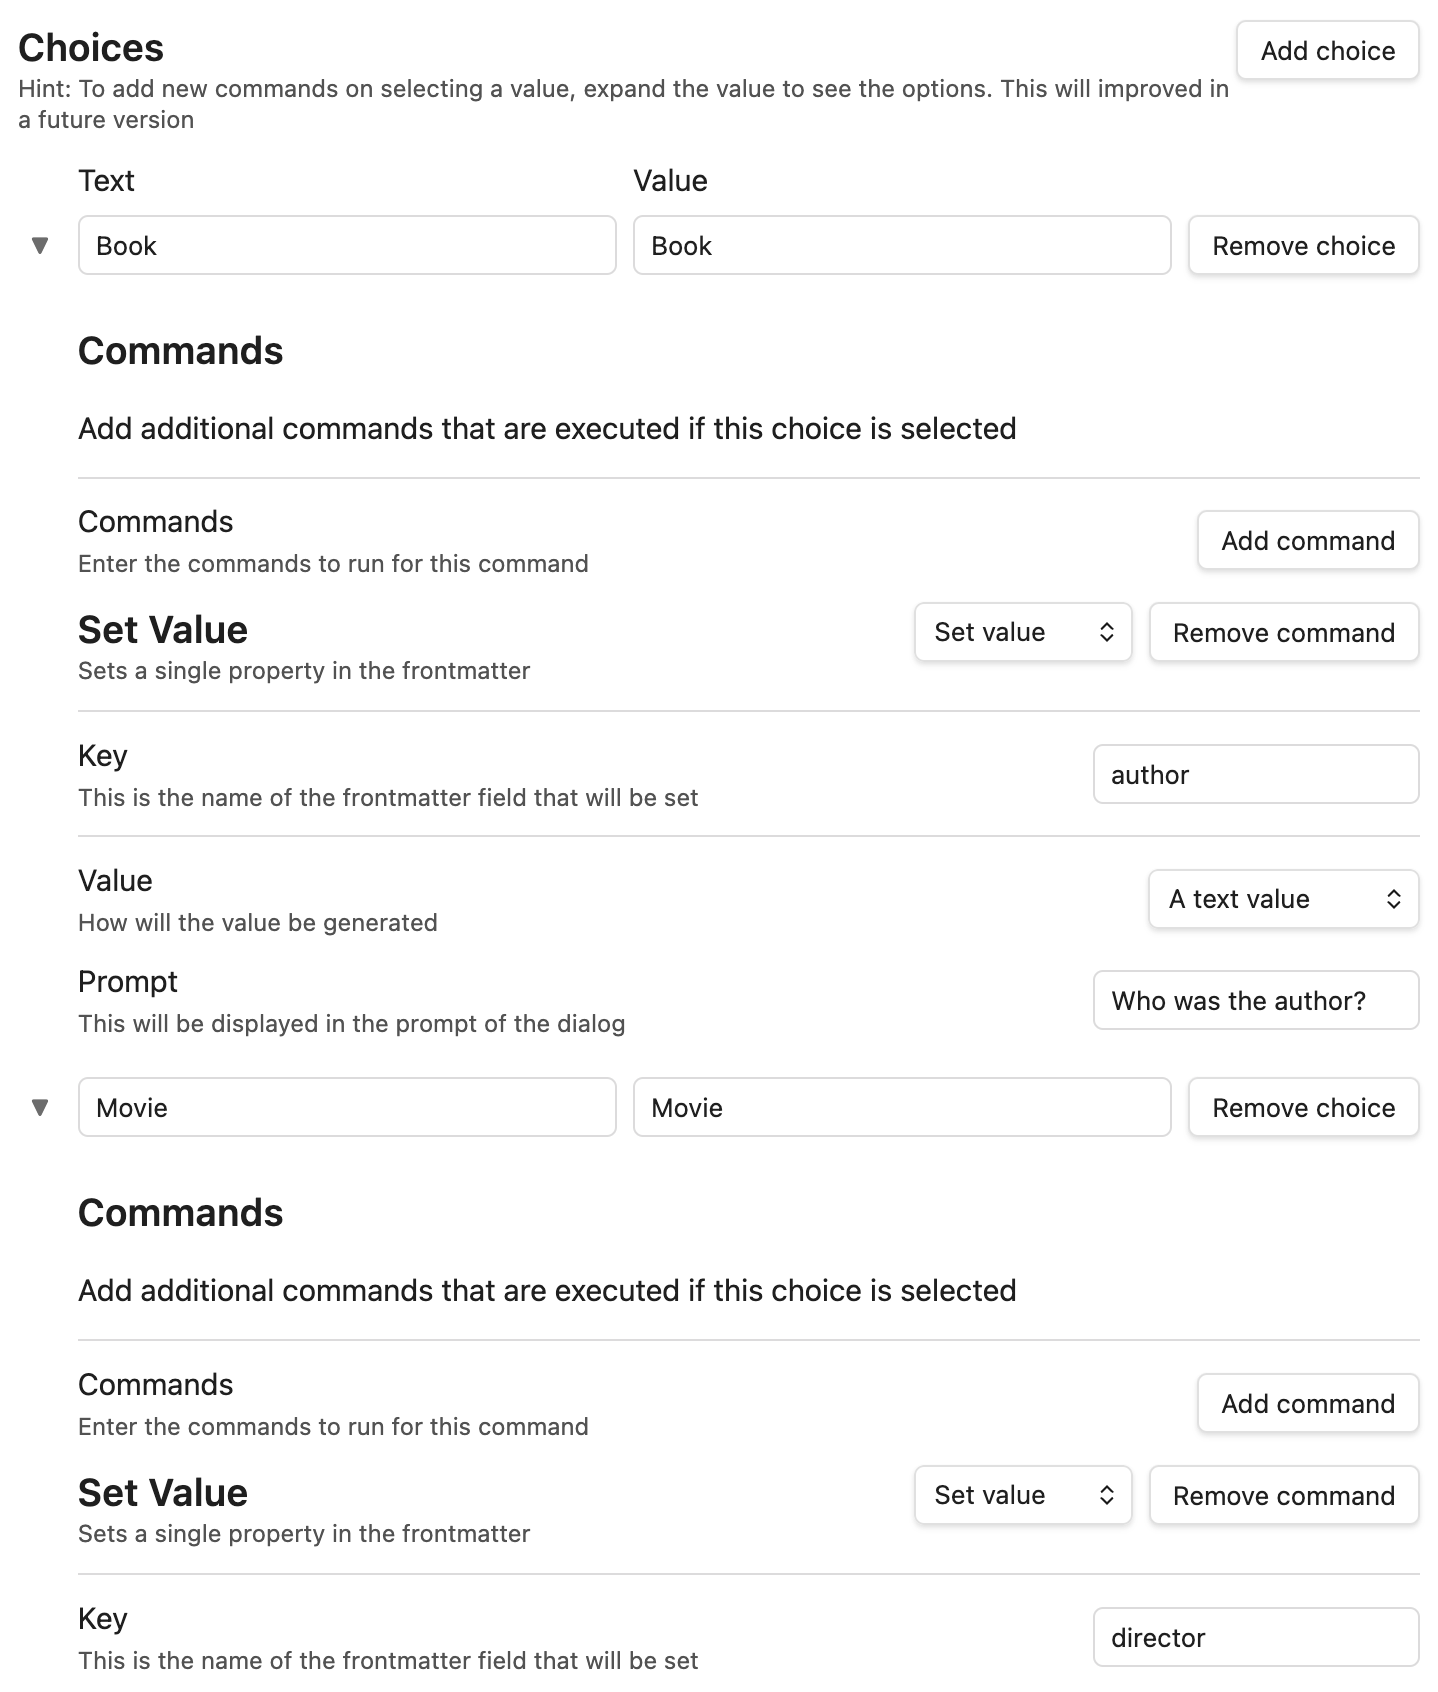 Choices
Add choice
Hint: To add new commands on selecting a value, expand the value to see the options. This will improved in
a future version
Text Value
Book Book Remove choice
Commands
Add additional commands that are executed if this choice is selected
Commands
Enter the commands to run for this command
Add command
Set Value
Sets a single property in the frontmatter
Set value Remove command
Key
This is the name of the frontmatter field that will be set
author
Value
How will the value be generated
A text value
Prompt
This will be displayed in the prompt of the dialog
Who was the author?
Movie Movie Remove choice
Commands
Add additional commands that are executed if this choice is selected
Commands
Enter the commands to run for this command
Add command
Set Value
Sets a single property in the frontmatter
Set value Remove command
Key
This is the name of the frontmatter field that will be set
director